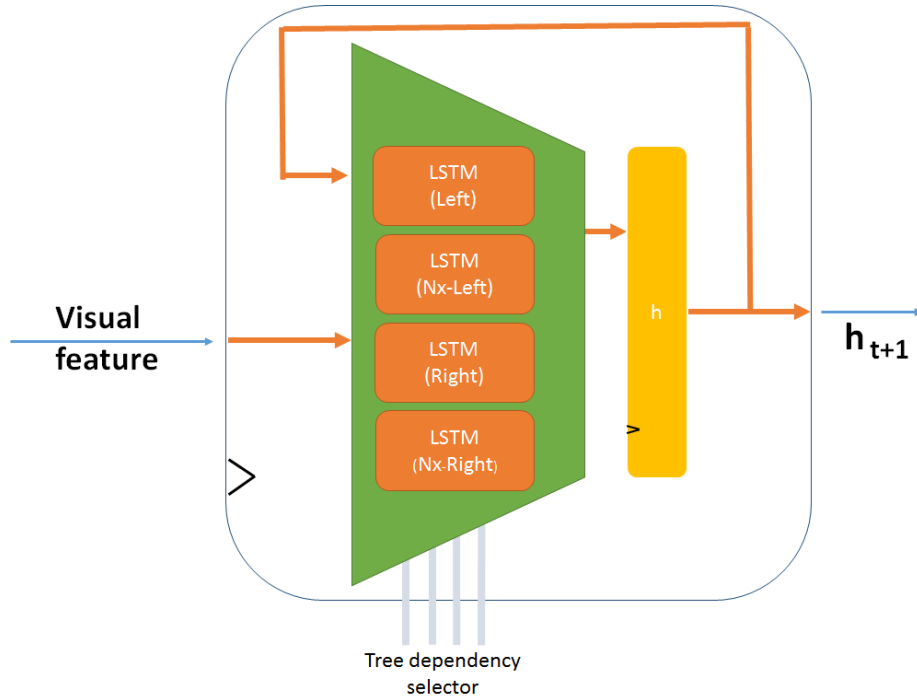 LSTM
(Left)
LSTM
(Nx-Left)
LSTM
(Right)
LSTM
(Nx-Right)
Visual
feature
h
h t+1
Tree dependency
selector